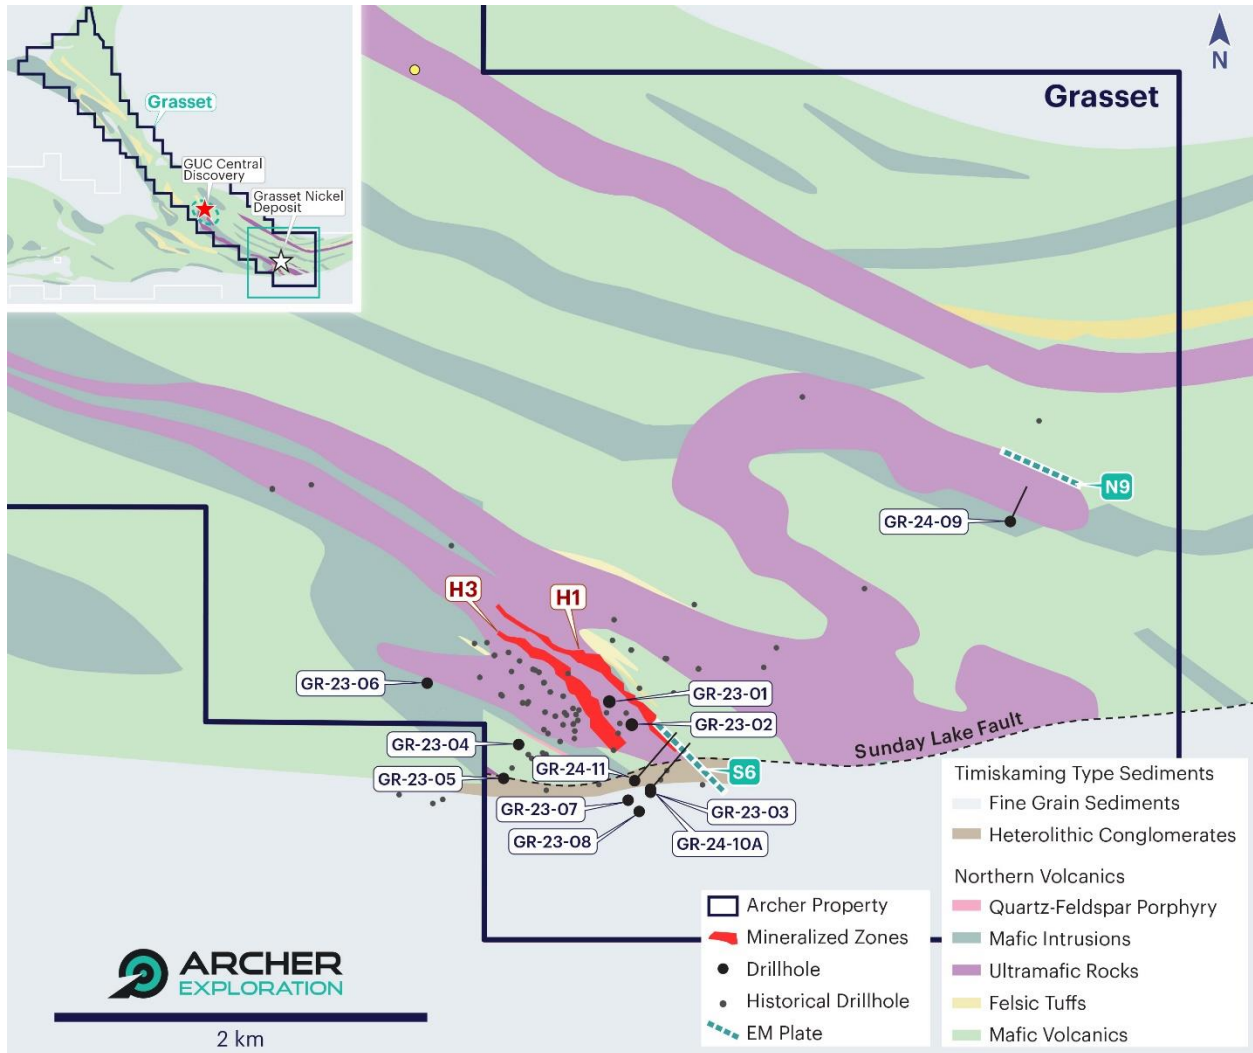 N
Grasset
Grasset
GUC Central
Discovery
Grasset Nickel
Deposit
N9
GR-24-09
H3
H1
GR-23-06
GR-23-01
GR-23-02
GR-23-04
GR-24-11
Sunday Lake Fault
GR-23-05
S6
GR-23-07
GR-23-03
GR-23-08
GR-24-10A
Timiskaming Type Sediments
Fine Grain Sediments
Heterolithic Conglomerates
Northern Volcanics
Quartz-Feldspar Porphyry
Mafic Intrusions
Ultramafic Rocks
Felsic Tuffs
Mafic Volcanics
Archer Property
Mineralized Zones
Drillhole
Historical Drillhole
EM Plate
ARCHER
EXPLORATION
2 km